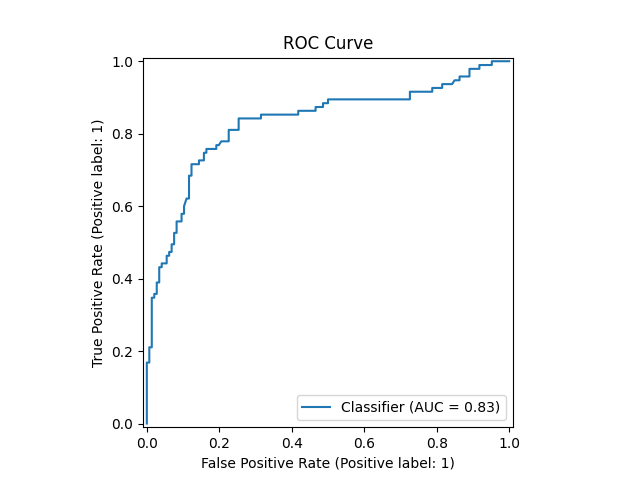 ROC Curve
1.0
0.8
0.6
0.4
0.2
0.0
True Positive Rate (Positive label: 1)
0.0 0.2 0.4 0.6 0.8 1.0
False Positive Rate (Positive label: 1)
Classifier (AUC = 0.83)